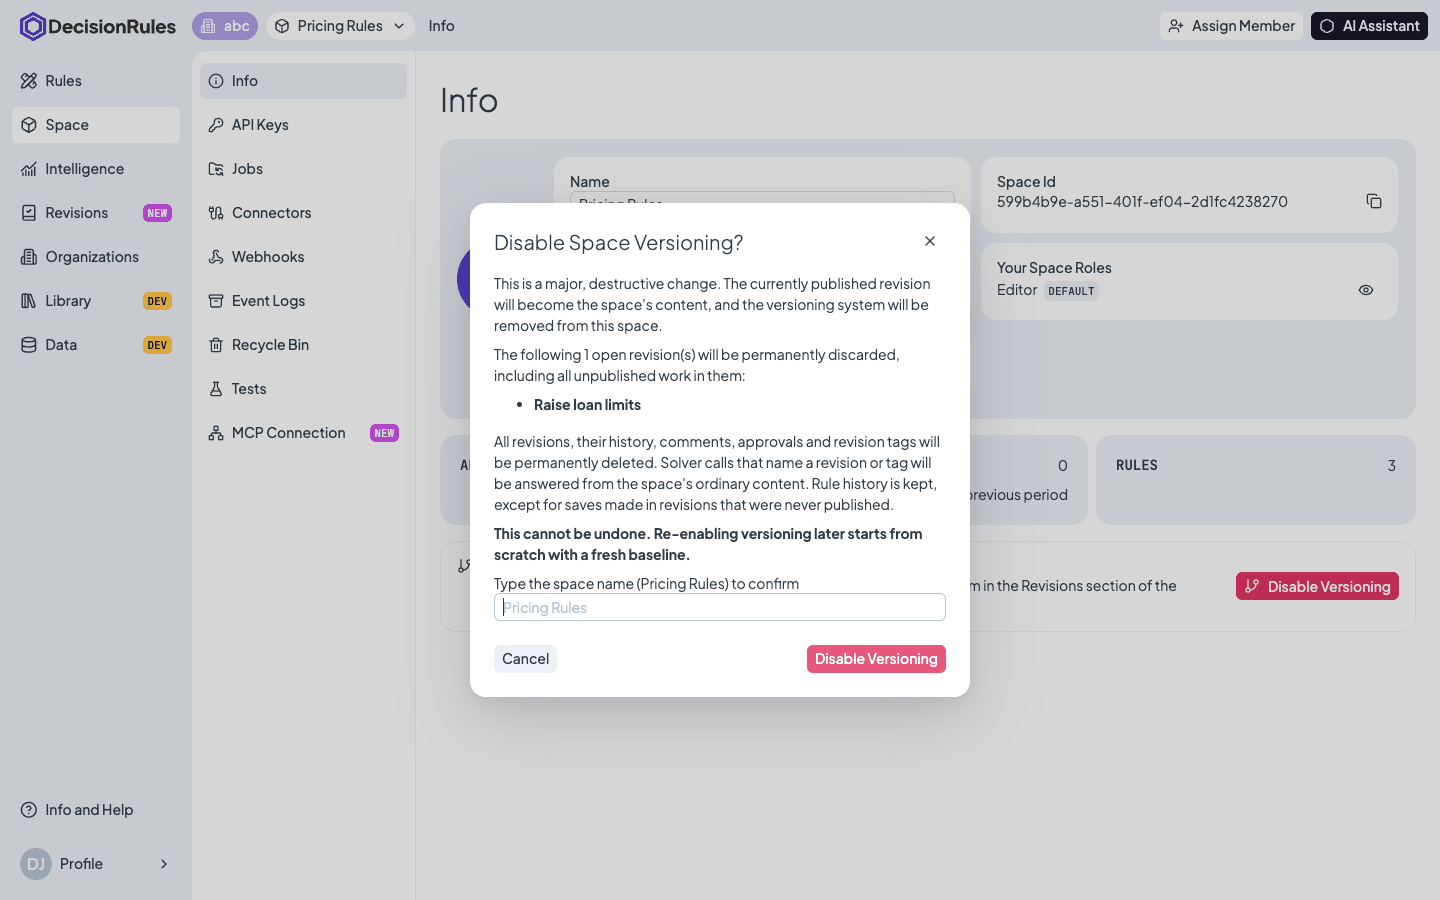 DecisionRules
abc
Pricing Rules
Info
Assign Member
AI Assistant
Rules
Space
Intelligence
Revisions NEW
Organizations
Library DEV
Data DEV
Info and Help
DJ Profile
Info
API Keys
Jobs
Connectors
Webhooks
Event Logs
Recycle Bin
Tests
MCP Connection NEW
Info
Name
Pricing Rules
Space Id
599b4b9e-a551-401f-ef04-2d1fc4238270
Your Space Roles
Editor DEFAULT
0
previous period
RULES 3
m in the Revisions section of the
Disable Versioning
Disable Space Versioning?
This is a major, destructive change. The currently published revision
will become the space's content, and the versioning system will be
removed from this space.
The following 1 open revision(s) will be permanently discarded,
including all unpublished work in them:
• Raise loan limits
All revisions, their history, comments, approvals and revision tags will
be permanently deleted. Solver calls that name a revision or tag will
be answered from the space's ordinary content. Rule history is kept,
except for saves made in revisions that were never published.
This cannot be undone. Re-enabling versioning later starts from
scratch with a fresh baseline.
Type the space name (Pricing Rules) to confirm
Pricing Rules
Cancel
Disable Versioning